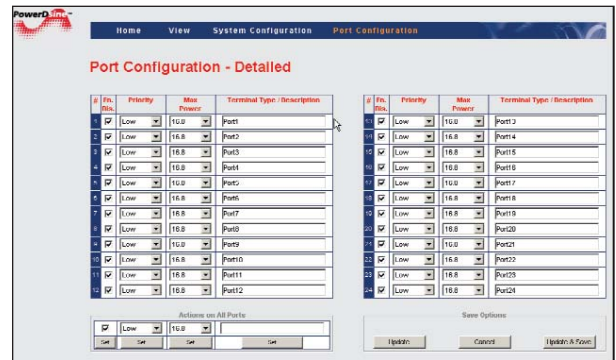 PowerDsine
Home View System Configuration Port Configuration
Port Configuration - Detailed
# En. Dis. Priority Max Power Terminal Type / Description
1 Low 16.8 Port1
2 Low 16.8 Port2
3 Low 16.8 Port3
4 Low 16.8 Port4
5 Low 16.8 Port5
6 Low 16.8 Port6
7 Low 16.8 Port7
8 Low 16.8 Port8
9 Low 16.8 Port9
10 Low 16.8 Port10
11 Low 16.8 Port11
12 Low 16.8 Port12
# En. Dis. Priority Max Power Terminal Type / Description
13 Low 16.8 Port13
14 Low 16.8 Port14
15 Low 16.8 Port15
16 Low 16.8 Port16
17 Low 16.8 Port17
18 Low 16.8 Port18
19 Low 16.8 Port19
20 Low 16.8 Port20
21 Low 16.8 Port21
22 Low 16.8 Port22
23 Low 16.8 Port23
24 Low 16.8 Port24
Actions on All Ports
Low 16.8
Set Set Set Set
Save Options
Update Cancel Update & Save